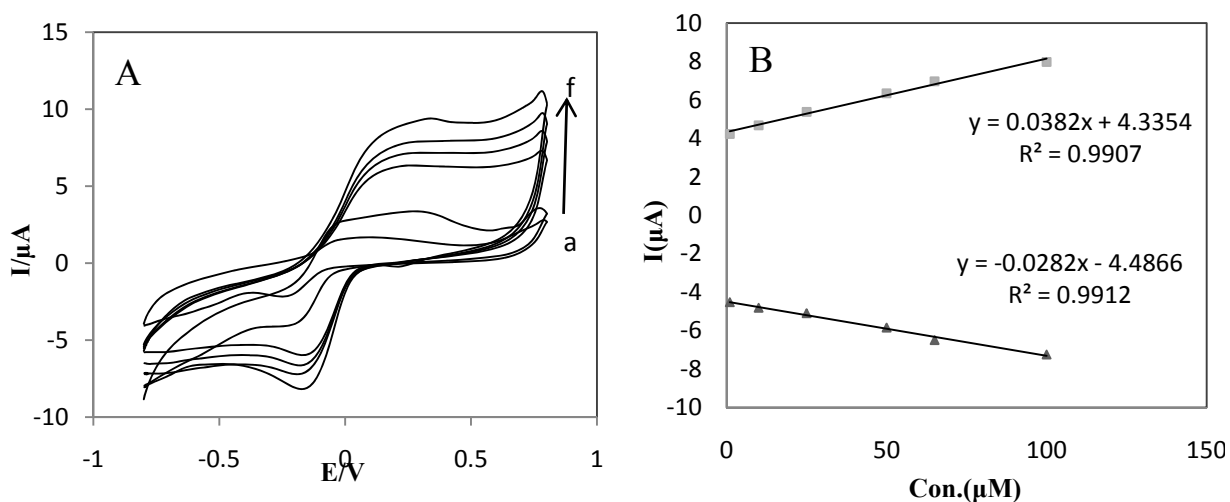 A
15
10
5
0
-5
-10
-1
-0.5
0
0.5
1
I/µA
E/V
f
a
B
10
8
6
4
2
0
-2
-4
-6
-8
-10
0
50
100
150
I(µA)
Con.(µM)
y = 0.0382x + 4.3354
R² = 0.9907
y = -0.0282x - 4.4866
R² = 0.9912